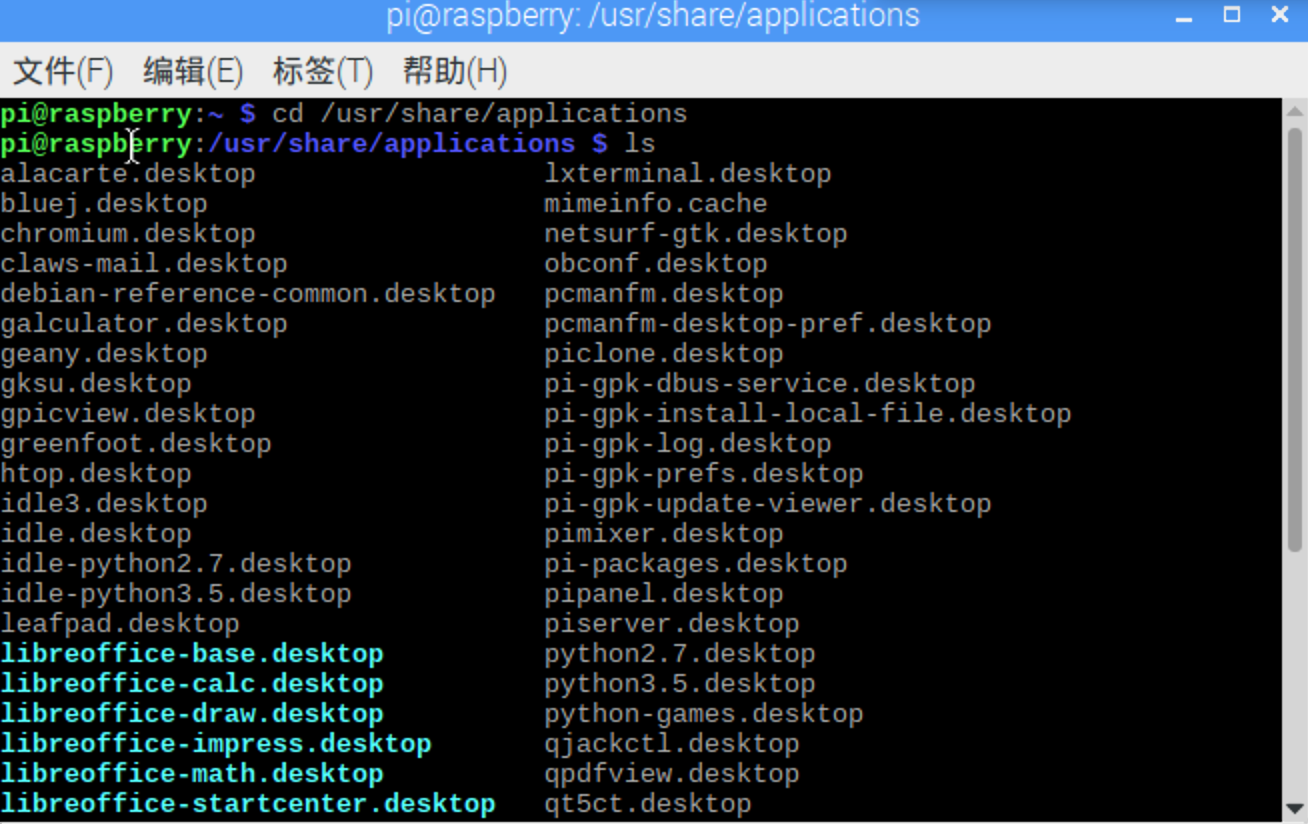 pi@raspberry: /usr/share/applications
文件(F) 编辑(E) 标签(T) 帮助(H)
pi@raspberry:~ $ cd /usr/share/applications
pi@raspberry:/usr/share/applications $ ls
alacarte.desktop lxterminal.desktop
bluej.desktop mimeinfo.cache
chromium.desktop netsurf-gtk.desktop
claws-mail.desktop obconf.desktop
debian-reference-common.desktop pcmanfm.desktop
galculator.desktop pcmanfm-desktop-pref.desktop
geany.desktop piclone.desktop
gksu.desktop pi-gpk-dbus-service.desktop
gpicview.desktop pi-gpk-install-local-file.desktop
greenfoot.desktop pi-gpk-log.desktop
htop.desktop pi-gpk-prefs.desktop
idle3.desktop pi-gpk-update-viewer.desktop
idle.desktop pimixer.desktop
idle-python2.7.desktop pi-packages.desktop
idle-python3.5.desktop pipanel.desktop
leafpad.desktop piserver.desktop
libreoffice-base.desktop python2.7.desktop
libreoffice-calc.desktop python3.5.desktop
libreoffice-draw.desktop python-games.desktop
libreoffice-impress.desktop qjackctl.desktop
libreoffice-math.desktop qpdfview.desktop
libreoffice-startcenter.desktop qt5ct.desktop